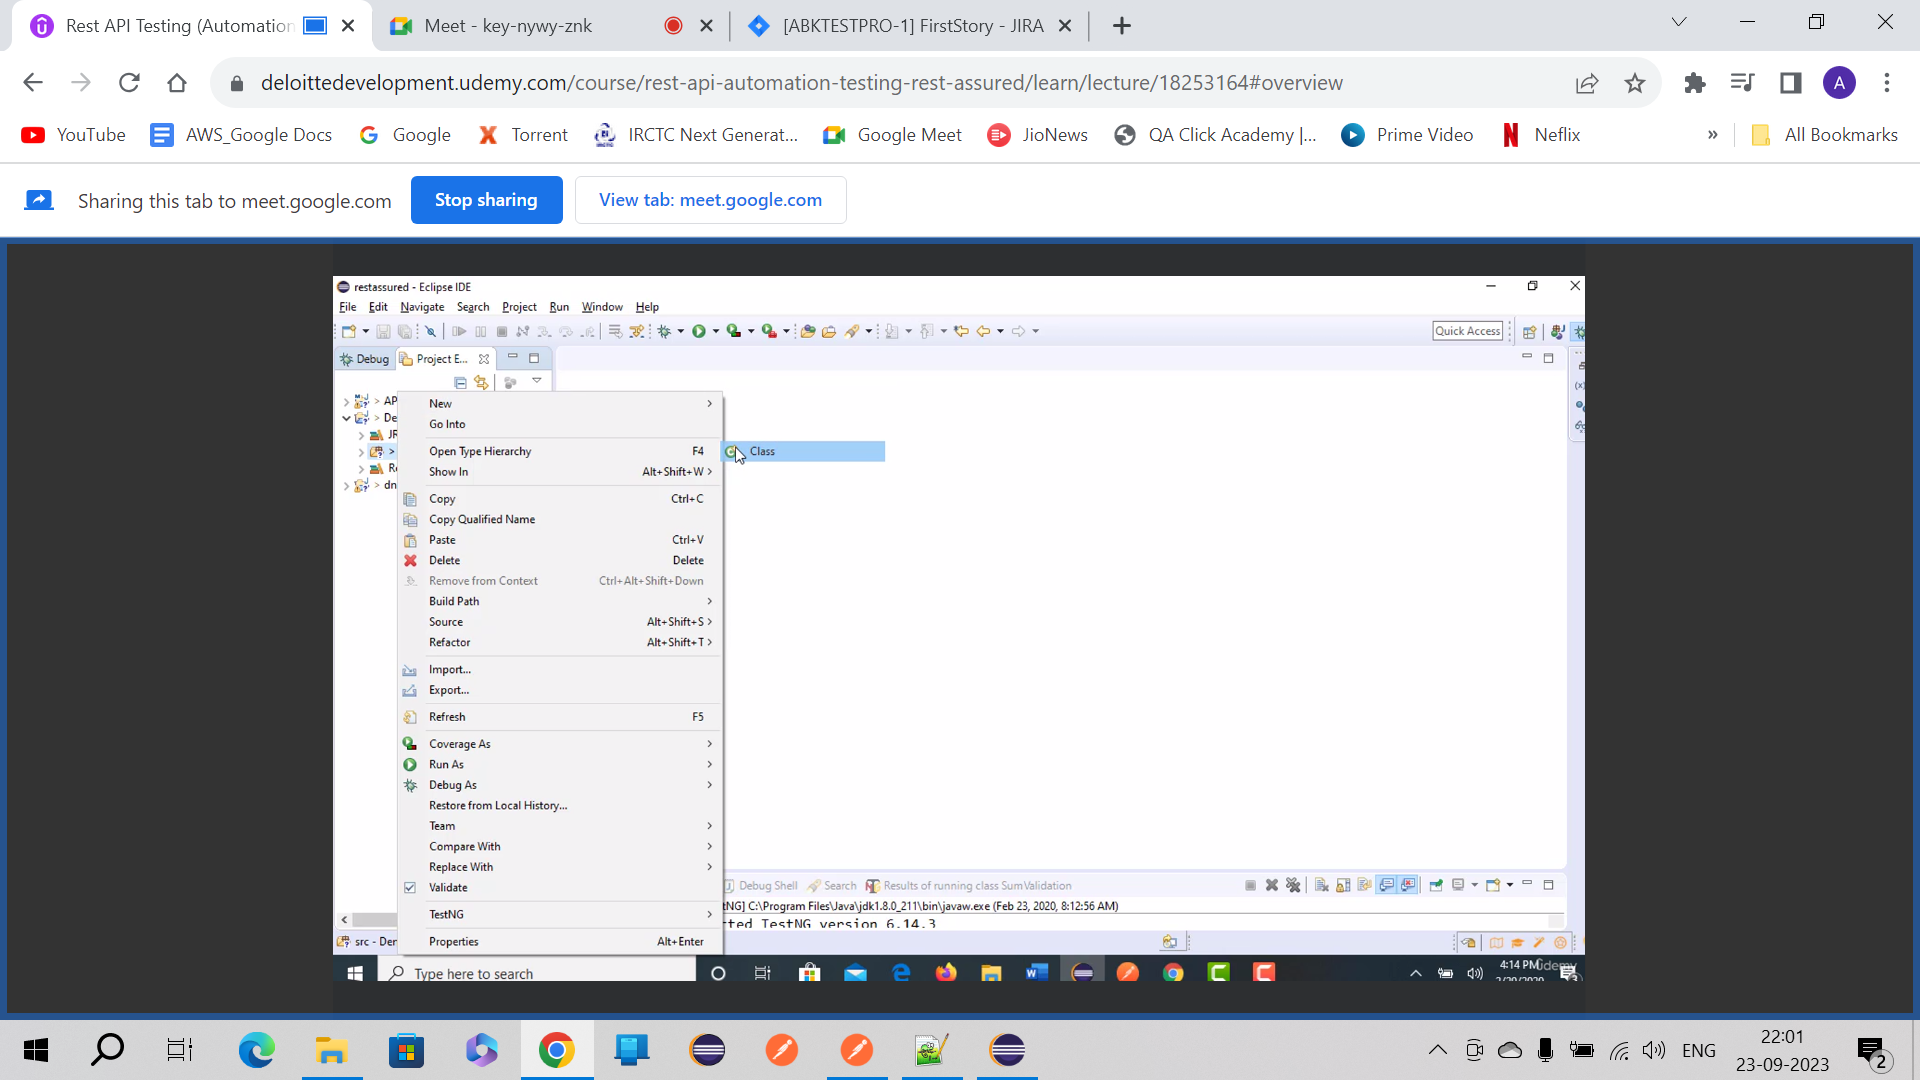 Rest API Testing (Automation
Meet - key-nywy-znk
[ABKTESTPRO-1] FirstStory - JIRA
deloittedevelopment.udemy.com/course/rest-api-automation-testing-rest-assured/learn/lecture/18253164#overview
A
YouTube
AWS_Google Docs
Google
Torrent
IRCTC Next Generat...
Google Meet
JioNews
QA Click Academy |...
Prime Video
Neflix
»
All Bookmarks
Sharing this tab to meet.google.com
Stop sharing
View tab: meet.google.com
restassured - Eclipse IDE
File Edit Navigate Search Project Run Window Help
Quick Access
Debug
Project E...
> AP
> De
JR
>
Re
> dn
New
Go Into
Open Type Hierarchy F4
Class
Show In Alt+Shift+W >
Copy Ctrl+C
Copy Qualified Name
Paste Ctrl+V
Delete Delete
Remove from Context Ctrl+Alt+Shift+Down
Build Path
Source Alt+Shift+S >
Refactor Alt+Shift+T >
Import...
Export...
Refresh F5
Coverage As
Run As
Debug As
Restore from Local History...
Team
Compare With
Replace With
Validate
TestNG
Properties Alt+Enter
Debug Shell
Search
Results of running class SumValidation
tNG] C:\Program Files\Java\jdk1.8.0_211\bin\javaw.exe (Feb 23, 2020, 8:12:56 AM)
ted TestNG version 6.14.3
src - Der
Type here to search
4:14 PM
Udemy
ENG
22:01
23-09-2023
2